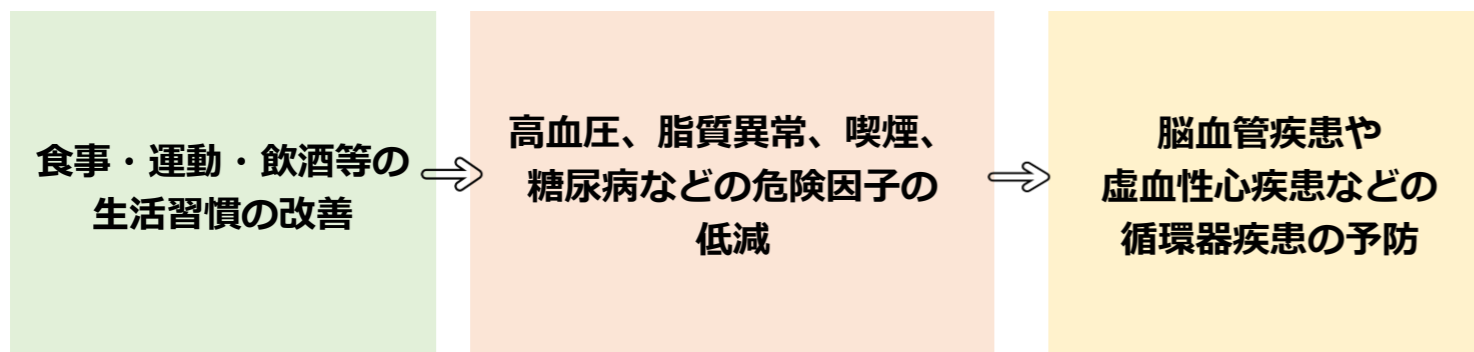 食事・運動・飲酒等の
生活習慣の改善
高血圧、脂質異常、喫煙、
糖尿病などの危険因子の
低減
脳血管疾患や
虚血性心疾患などの
循環器疾患の予防